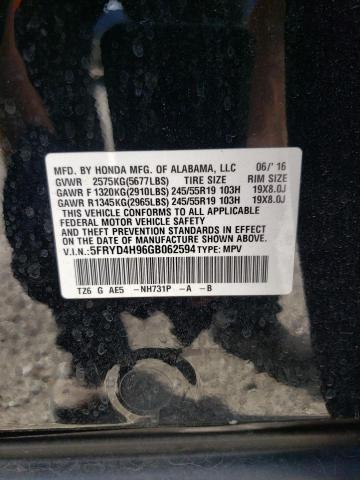 MFD. BY HONDA MFG. OF ALABAMA, LLC 06/'16
GVWR 2575KG(5677LBS) TIRE SIZE RIM SIZE
GAWR F 1320KG(2910LBS) 245/55R19 103H 19X8.0J
GAWR R 1345KG(2965LBS) 245/55R19 103H 19X8.0J
THIS VEHICLE CONFORMS TO ALL APPLICABLE
FEDERAL MOTOR VEHICLE SAFETY AND
THEFT PREVENTION STANDARDS IN EFFECT ON
THE DATE OF MANUFACTURE SHOWN ABOVE.
V.I.N.: 5FRYD4H96GB062594 TYPE: MPV
TZ6 G AE5 -NH731P -A -B